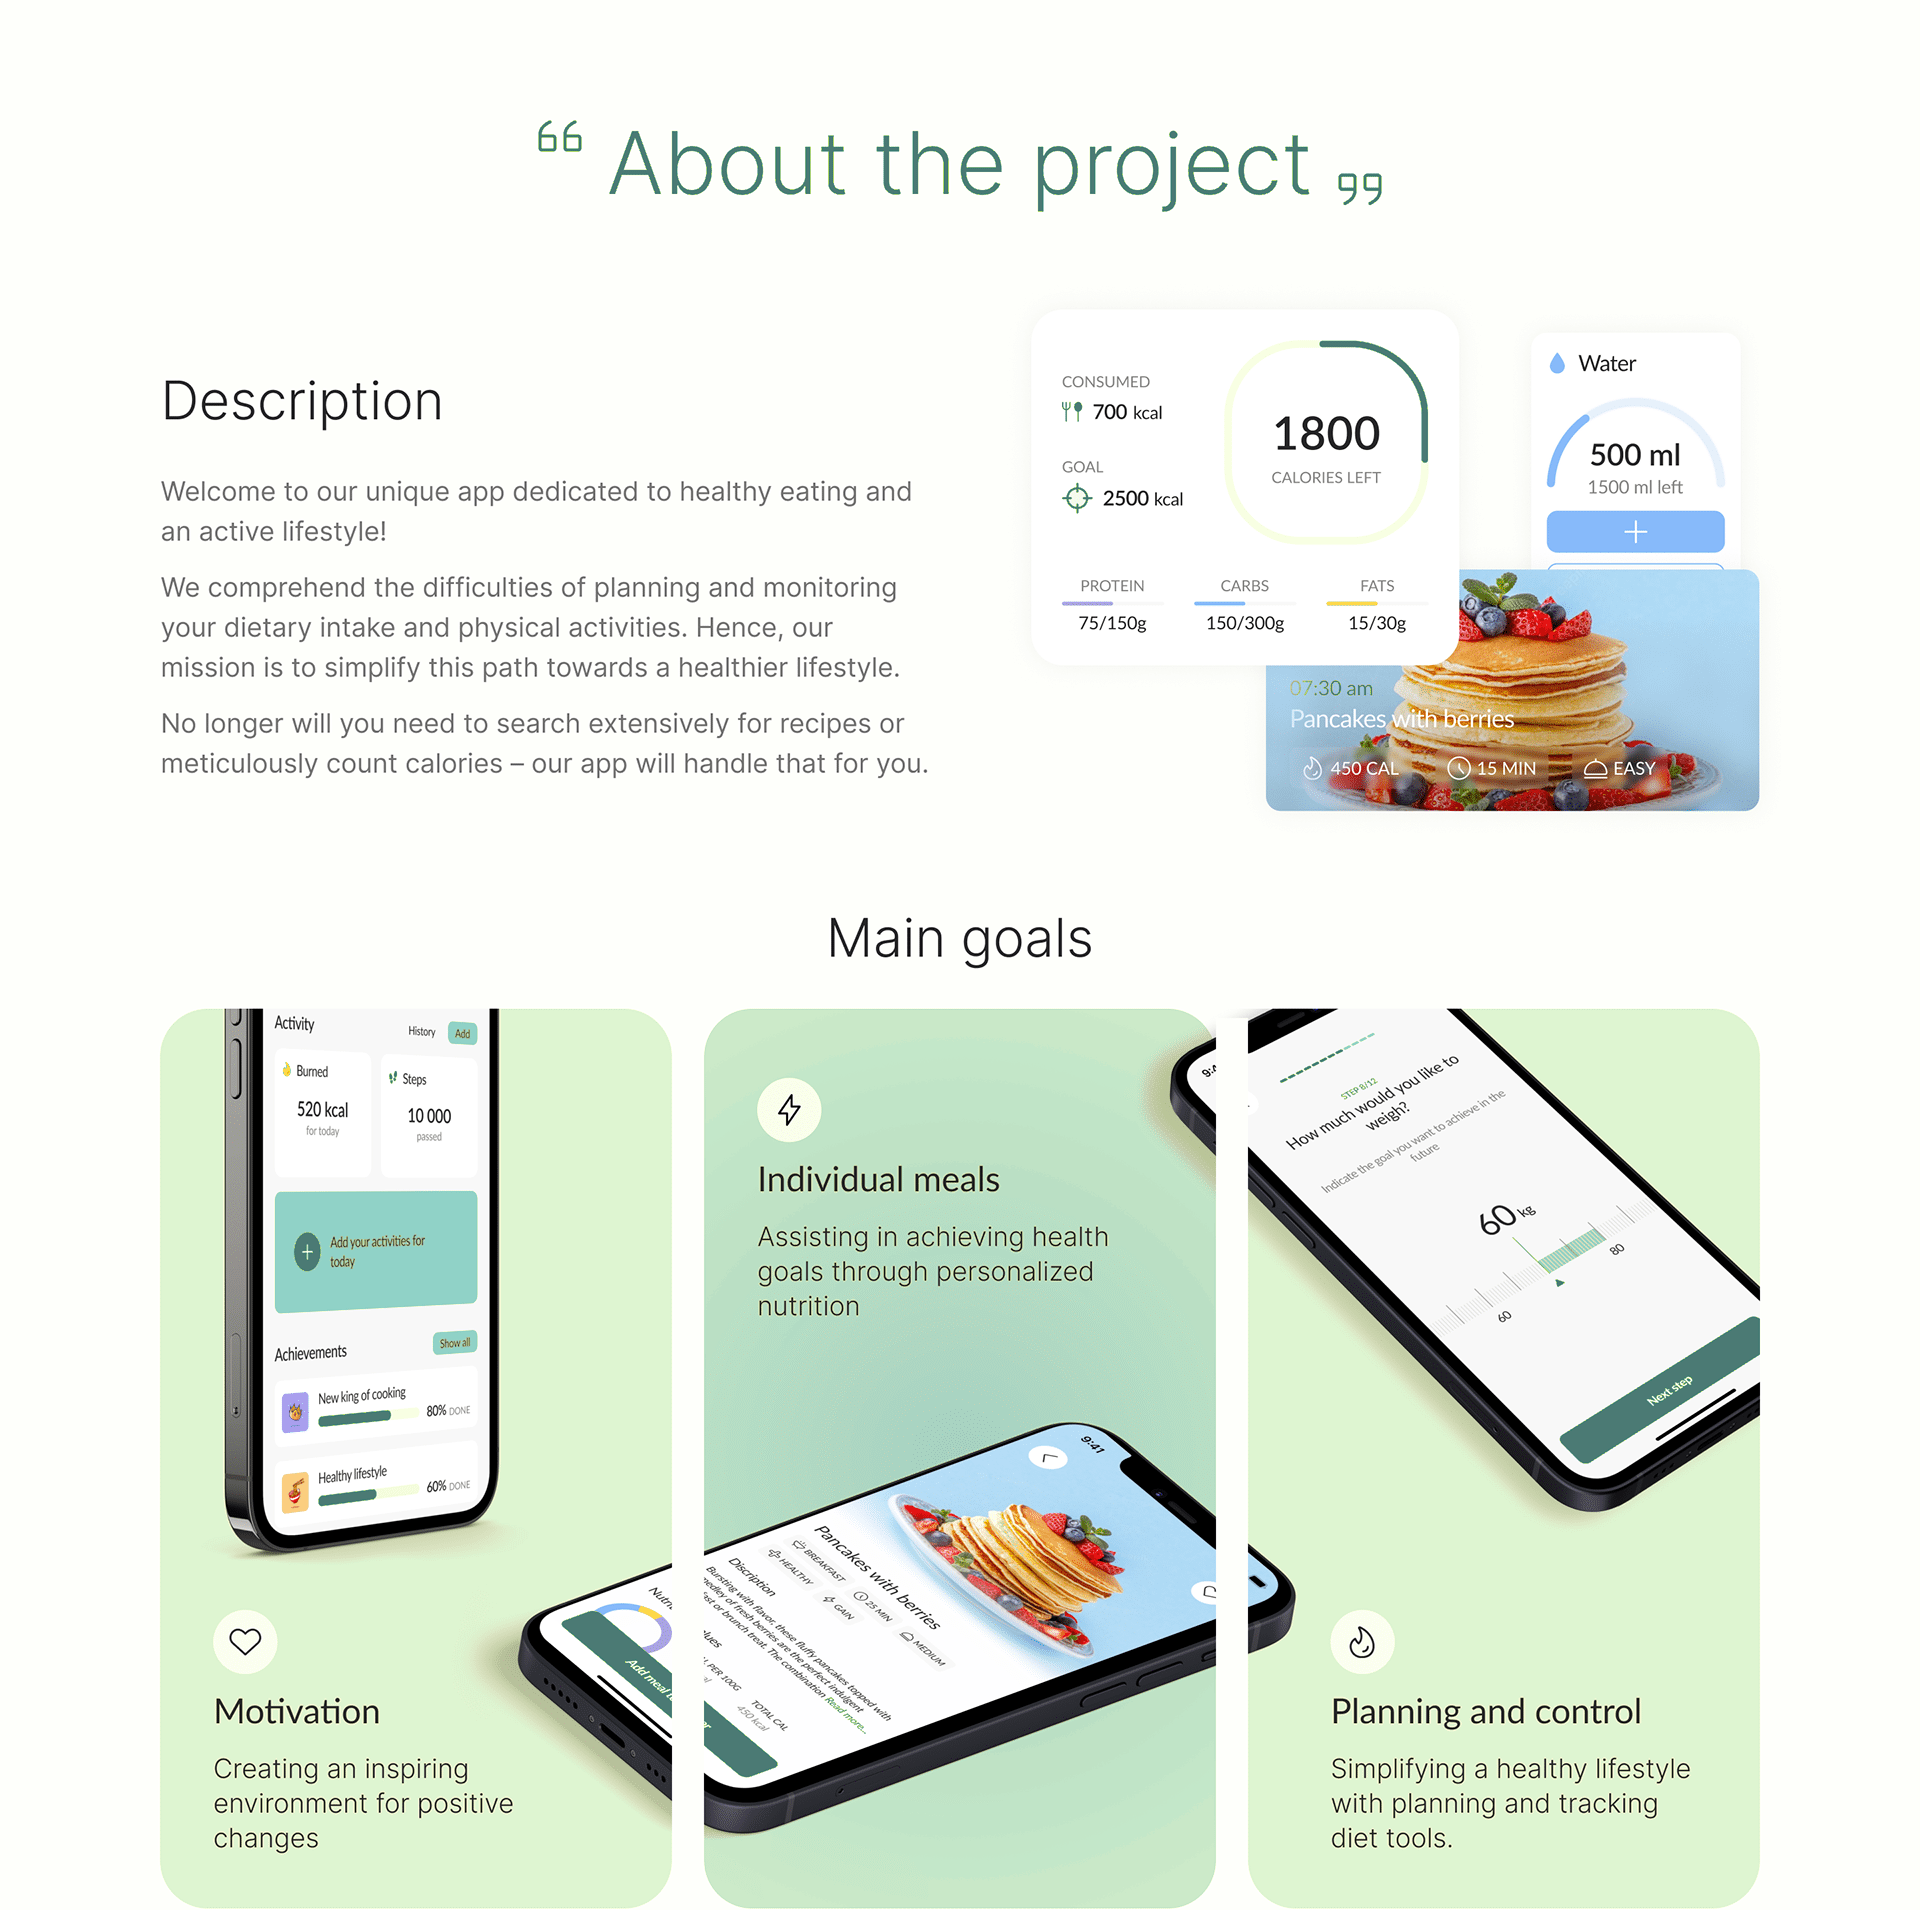 “ About the project ”
Description
Welcome to our unique app dedicated to healthy eating and
an active lifestyle!
We comprehend the difficulties of planning and monitoring
your dietary intake and physical activities. Hence, our
mission is to simplify this path towards a healthier lifestyle.
No longer will you need to search extensively for recipes or
meticulously count calories – our app will handle that for you.
CONSUMED
700 kcal
GOAL
2500 kcal
1800
CALORIES LEFT
PROTEIN
75/150g
CARBS
150/300g
FATS
15/30g
Water
500 ml
1500 ml left
07:30 am
Pancakes with berries
450 CAL 15 MIN EASY
Main goals
Activity
History
Add
Burned
520 kcal
for today
Steps
10 000
passed
Add your activities for
today
Achievements
Show all
New king of cooking
80% DONE
Healthy lifestyle
60% DONE
Motivation
Creating an inspiring
environment for positive
changes
Add meal
Individual meals
Assisting in achieving health
goals through personalized
nutrition
9:41
Pancakes with berries
BREAKFAST 25 MIN MEDIUM
HEALTHY GAIN
Discription
Bursting with flavor, these fluffy pancakes topped with
medley of fresh berries are the perfect indulgent
or brunch treat. The combination Read more...
PER 100G
TOTAL CAL
450 kcal
STEP 8/12
How much would you like to
weigh?
Indicate the goal you want to achieve in the
future
60 kg
60
80
Next step
Planning and control
Simplifying a healthy lifestyle
with planning and tracking
diet tools.